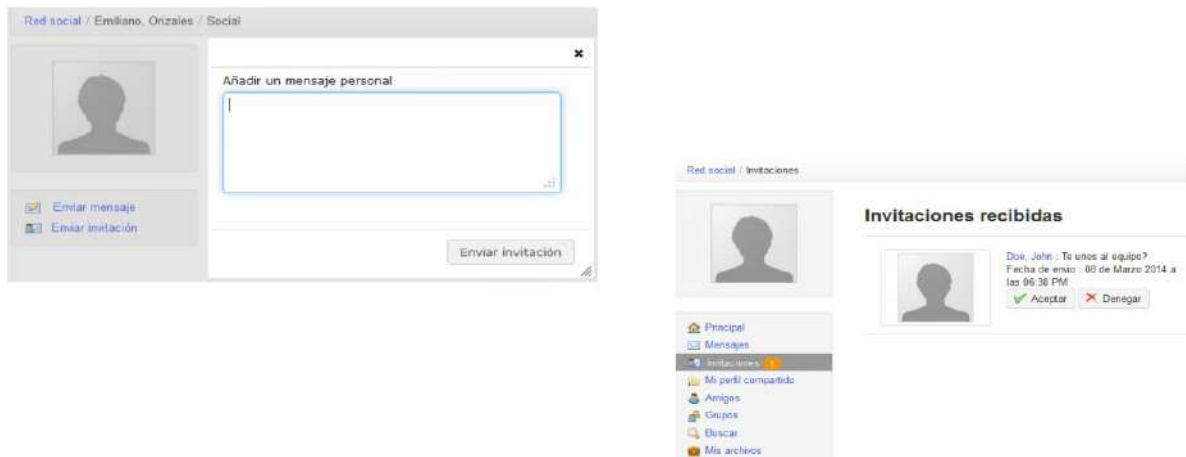 Red social / Emiliano, Orizales / Social
Añadir un mensaje personal
Enviar mensaje
Enviar invitación
Enviar invitación
Red social / Invitaciones
Invitaciones recibidas
Doe, John : Te unes al equipo?
Fecha de envio : 08 de Marzo 2014 a
las 06:38 PM
Aceptar Denegar
Principal
Mensajes
Invitaciones
Mi perfil compartido
Amigos
Grupos
Buscar
Mis archivos